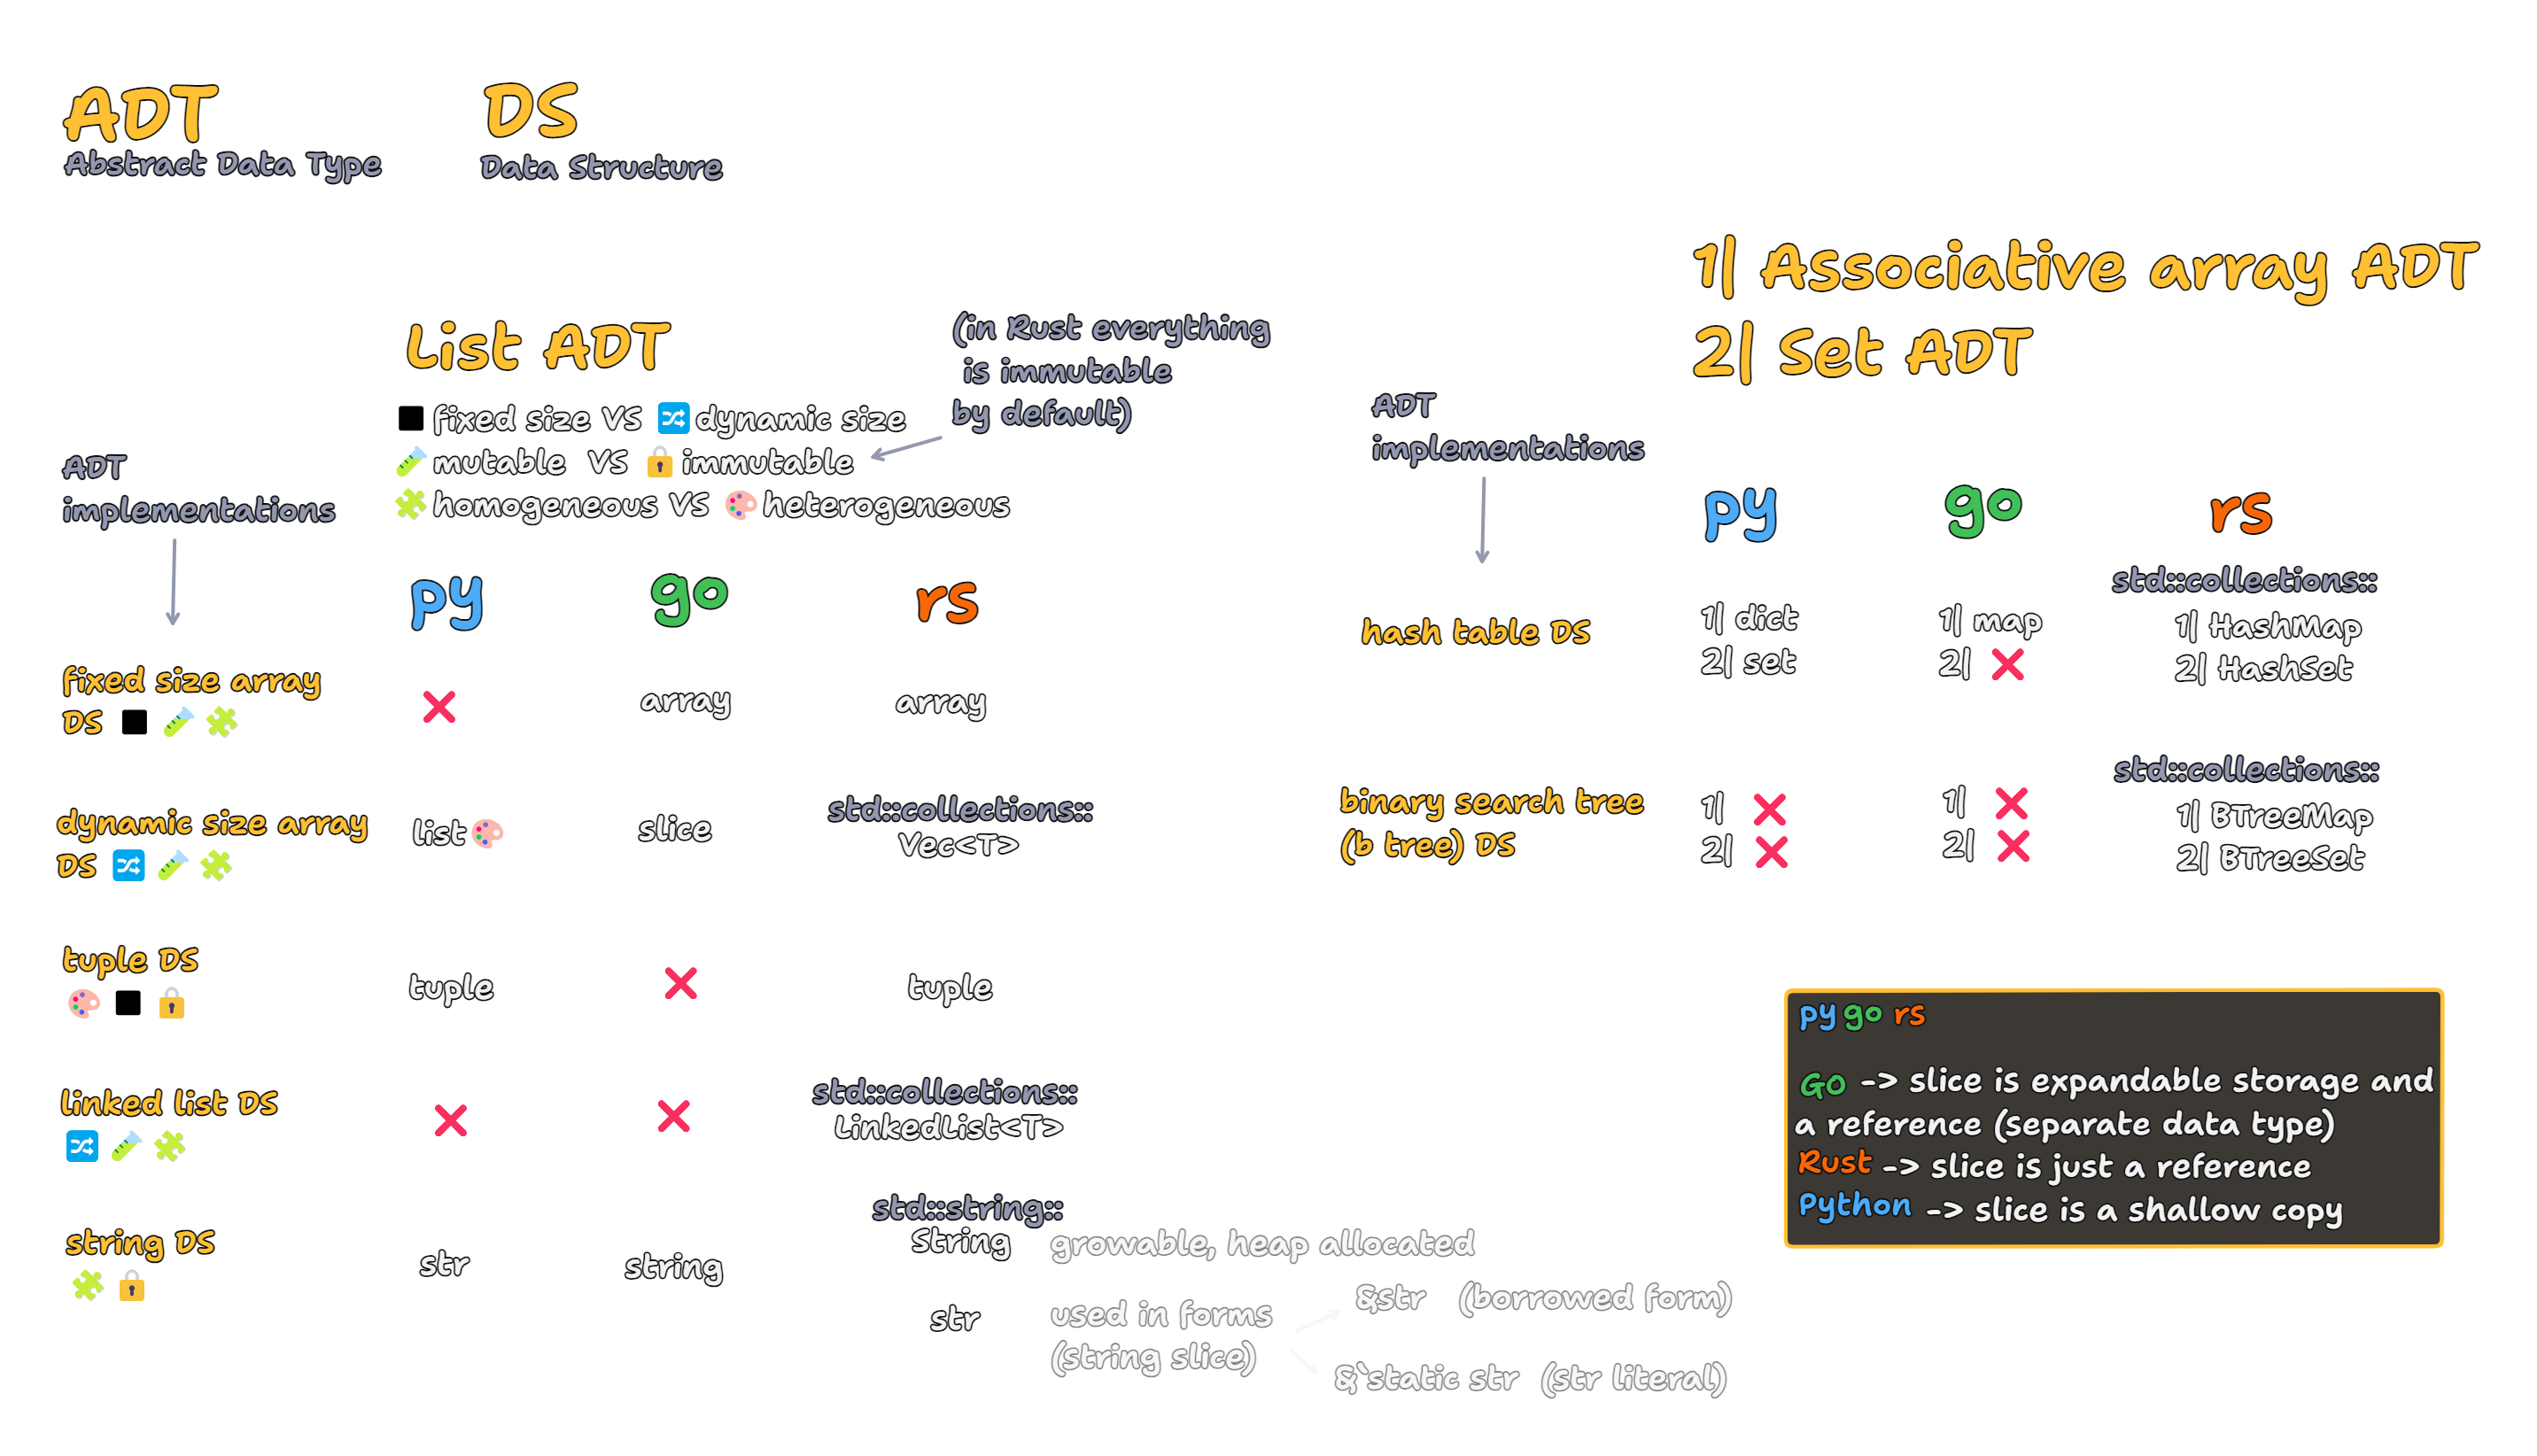 ADT
Abstract Data Type
DS
Data Structure
List ADT
fixed size VS dynamic size
mutable VS immutable
homogeneous VS heterogeneous
(in Rust everything
is immutable
by default)
ADT
implementations
py go rs
fixed size array
DS
array
array
dynamic size array
DS
list
slice
std::collections::
Vec<T>
tuple DS
tuple
tuple
linked list DS
std::collections::
LinkedList<T>
string DS
str
string
std::string::
String
growable, heap allocated
str
used in forms
(string slice)
&str (borrowed form)
&`static str (str literal)
1| Associative array ADT
2| Set ADT
ADT
implementations
py go rs
hash table DS
1| dict
2| set
1| map
2|
std::collections::
1| HashMap
2| HashSet
binary search tree
(b tree) DS
1|
2|
1|
2|
std::collections::
1| BTreeMap
2| BTreeSet
py go rs
GO -> slice is expandable storage and
a reference (separate data type)
Rust -> slice is just a reference
Python -> slice is a shallow copy